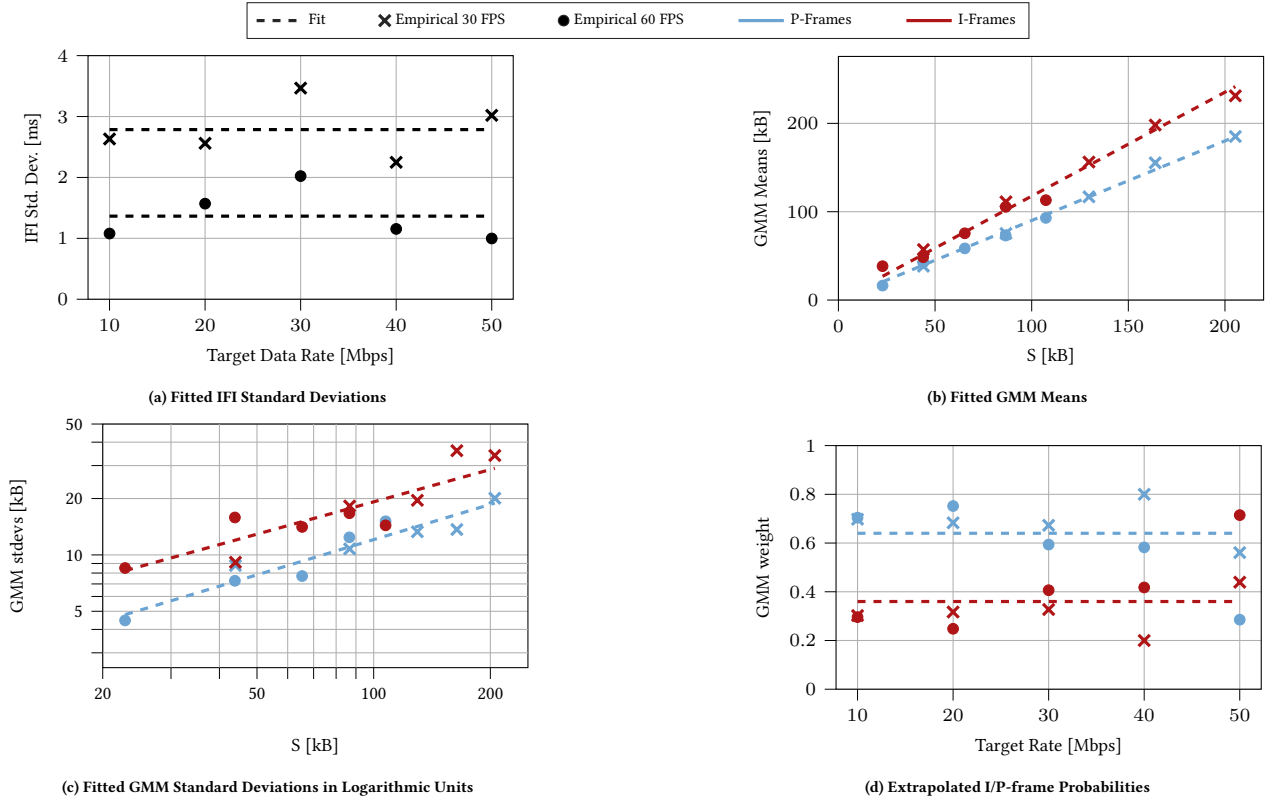 Fit Empirical 30 FPS Empirical 60 FPS P-Frames I-Frames
4
3
2
1
0
IFI Std. Dev. [ms]
10 20 30 40 50
Target Data Rate [Mbps]
(a) Fitted IFI Standard Deviations
200
100
0
GMM Means [kB]
0 50 100 150 200
S [kB]
(b) Fitted GMM Means
50
20
10
5
GMM stdevs [kB]
20 50 100 200
S [kB]
(c) Fitted GMM Standard Deviations in Logarithmic Units
1
0.8
0.6
0.4
0.2
0
GMM weight
10 20 30 40 50
Target Rate [Mbps]
(d) Extrapolated I/P-frame Probabilities